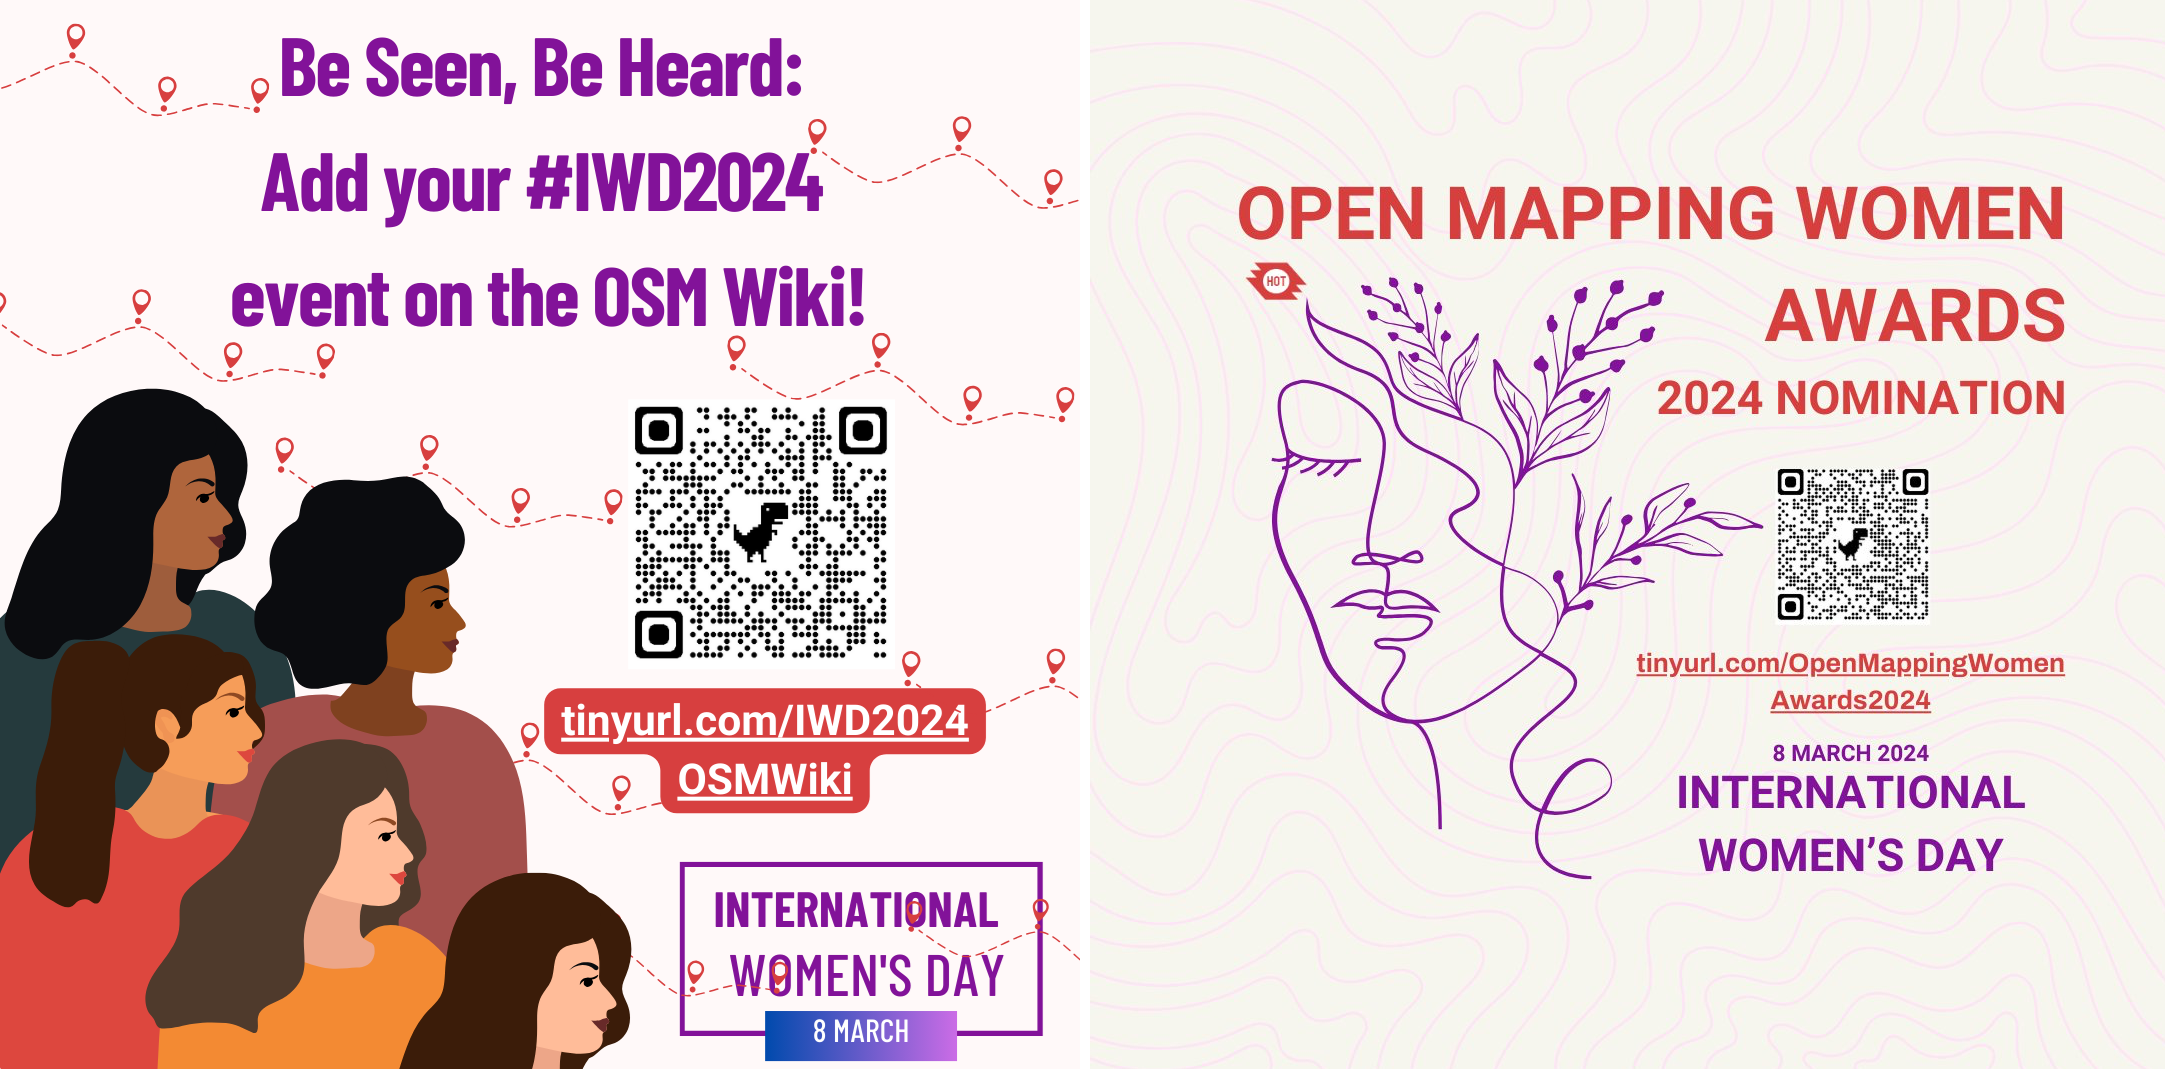 Be Seen, Be Heard:
Add your #IWD2024
event on the OSM Wiki!
tinyurl.com/IWD2024
OSMWiki
INTERNATIONAL
WOMEN'S DAY
8 MARCH
OPEN MAPPING WOMEN
HOT
AWARDS
2024 NOMINATION
tinyurl.com/OpenMappingWomen
Awards2024
8 MARCH 2024
INTERNATIONAL
WOMEN’S DAY